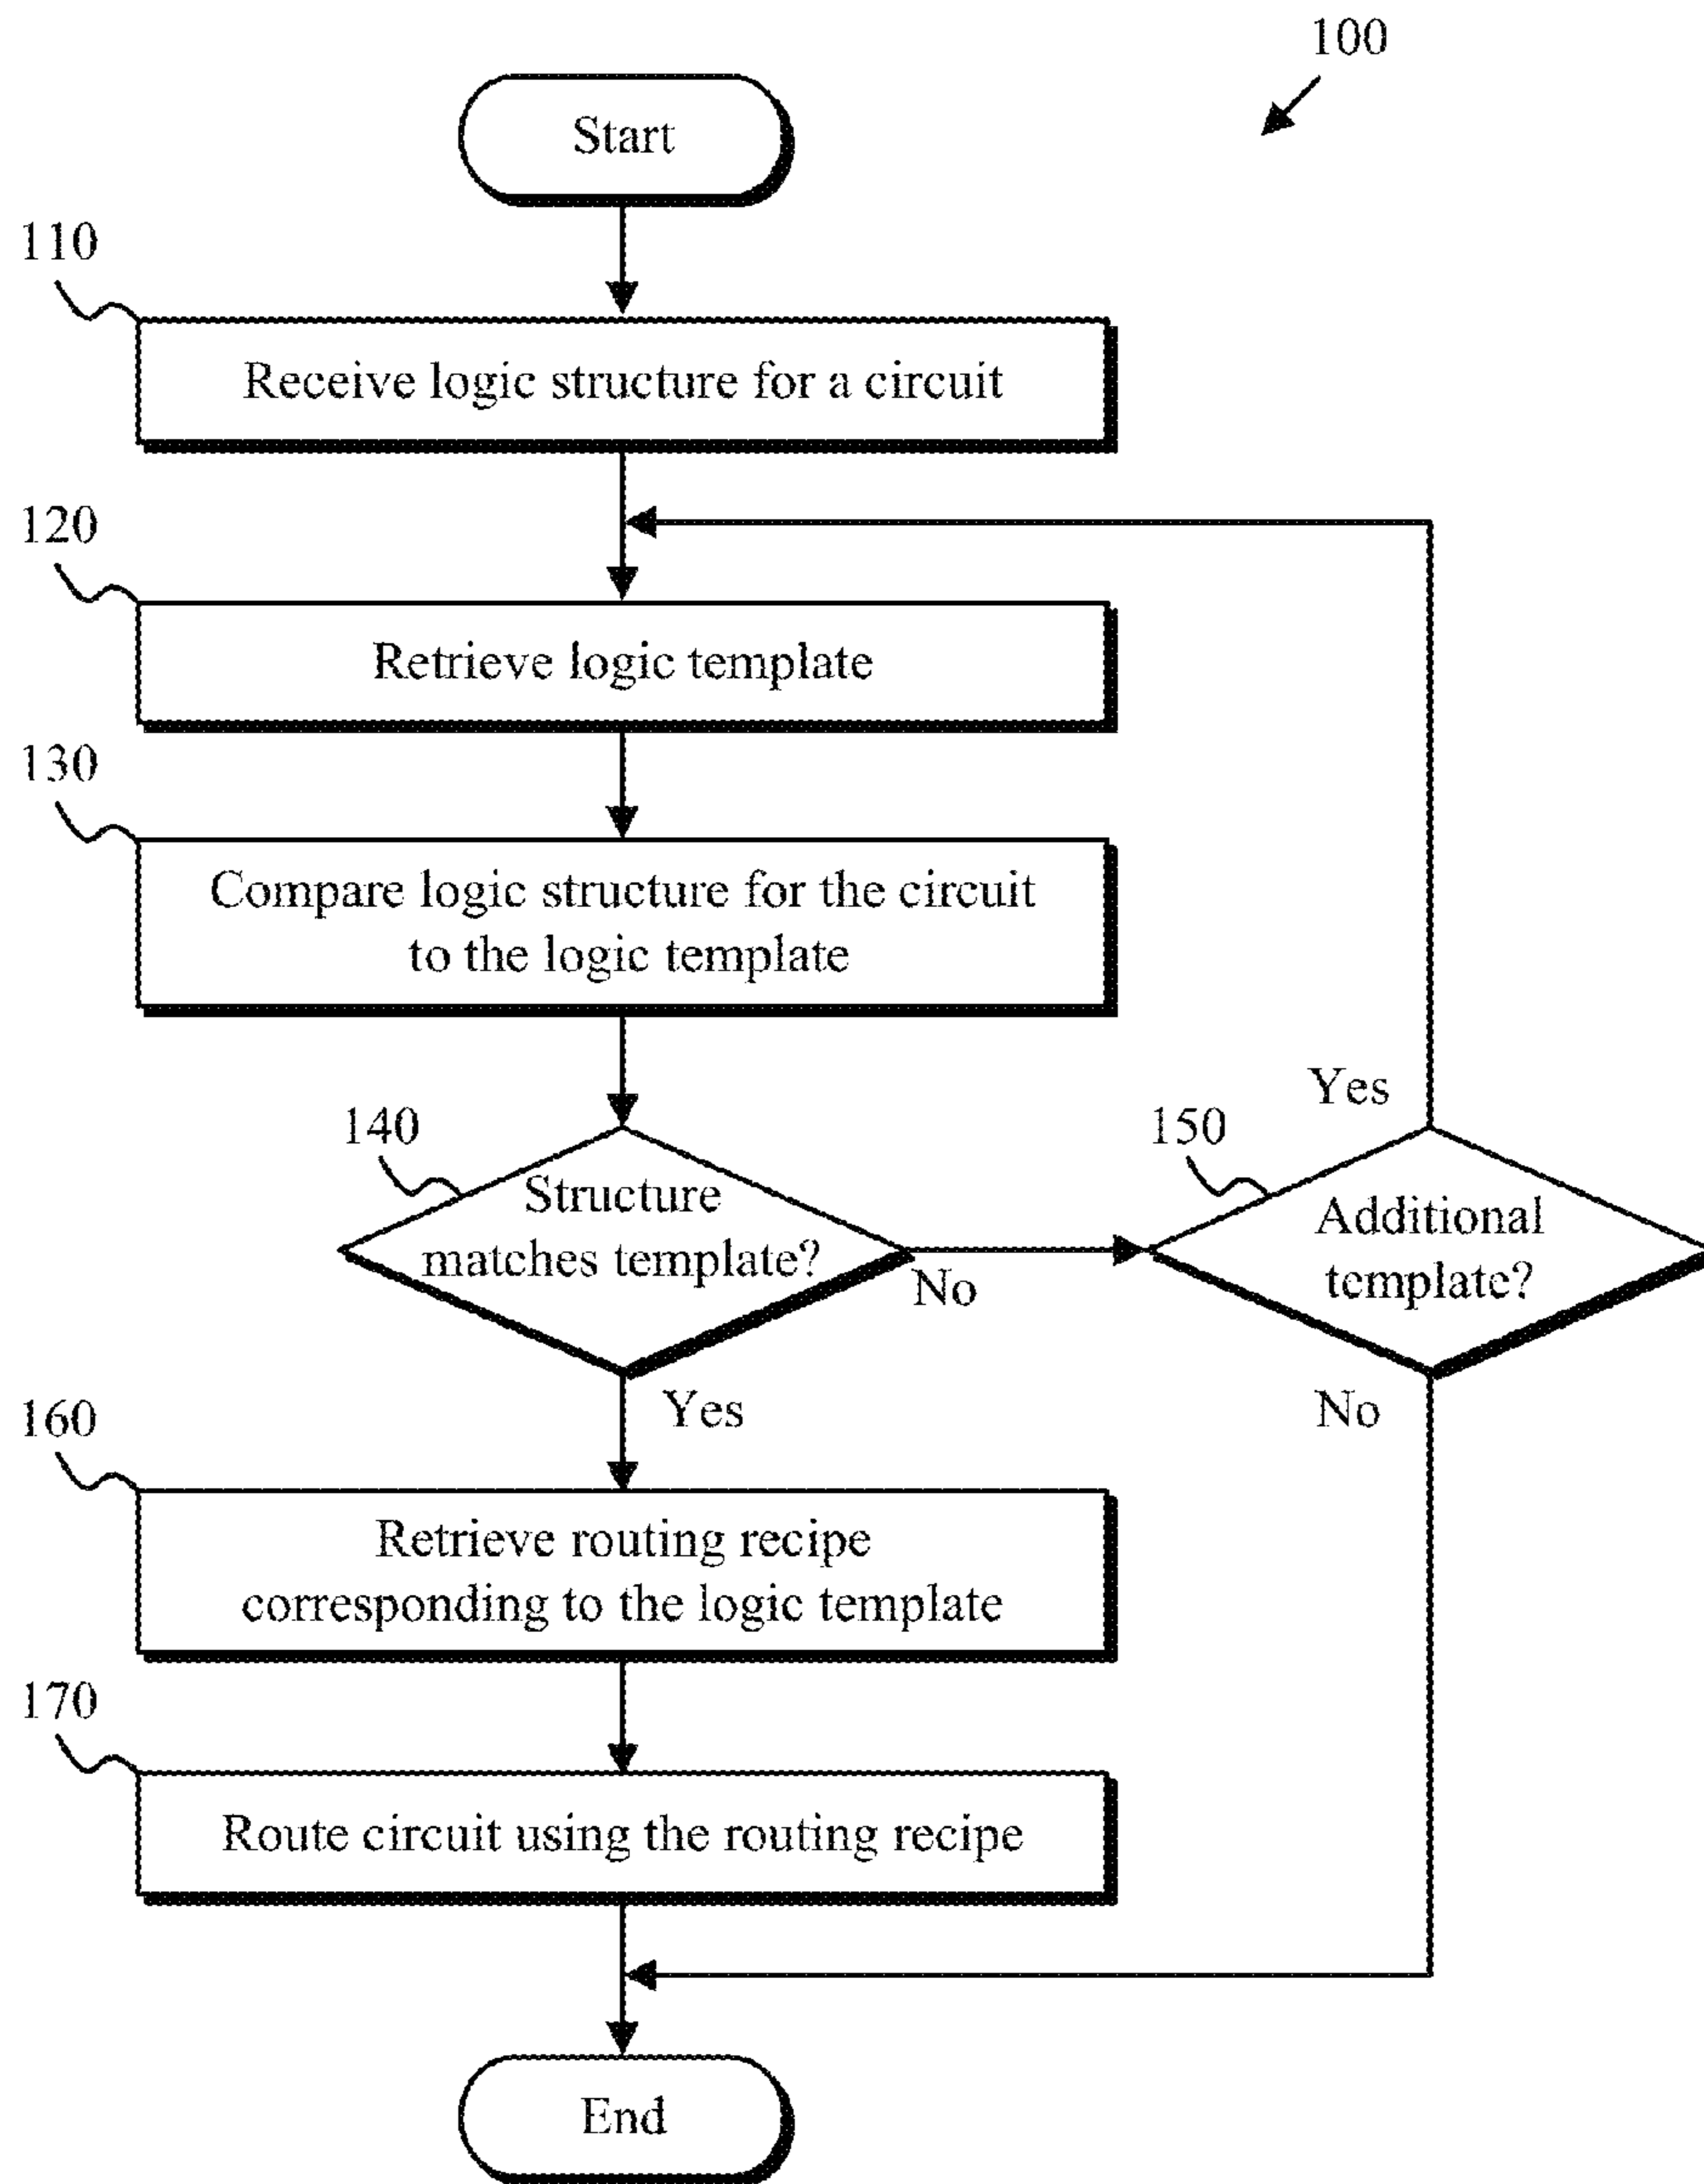 100
Start
110
Receive logic structure for a circuit
120
Retrieve logic template
130
Compare logic structure for the circuit
to the logic template
140
Structure
matches template?
No
Yes
150
Additional
template?
Yes
No
160
Retrieve routing recipe
corresponding to the logic template
170
Route circuit using the routing recipe
End